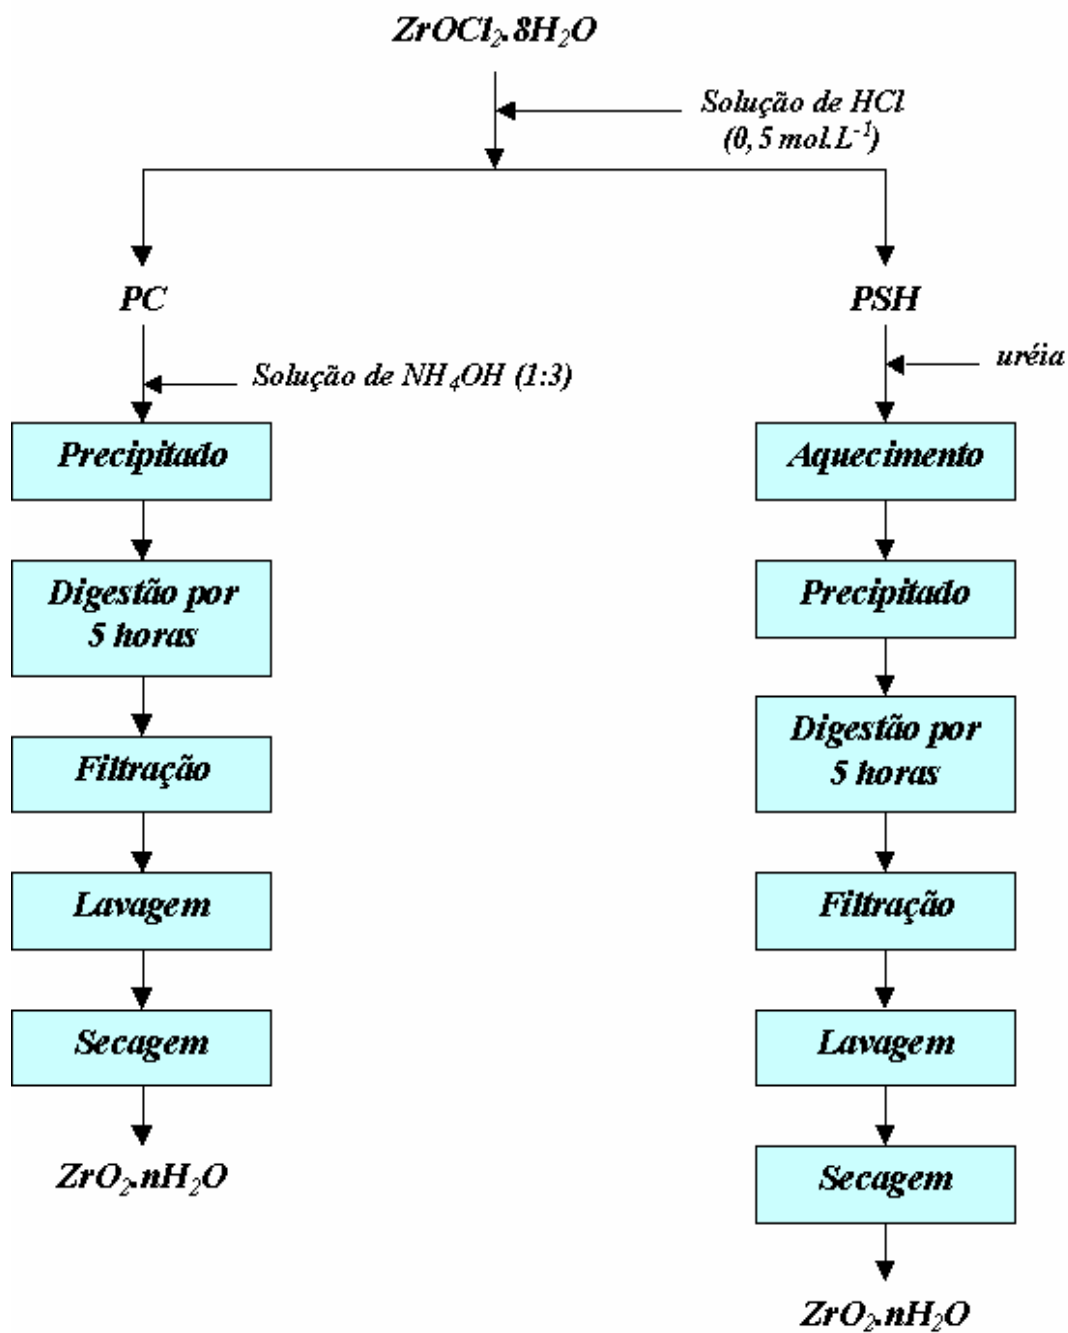 ZrOCl₂.8H₂O
Solução de HCl
(0,5 mol.L⁻¹)
PC
PSH
uréia
Solução de NH₄OH (1:3)
Precipitado
Digestão por
5 horas
Filtração
Lavagem
Secagem
ZrO₂.nH₂O
Aquecimento
Precipitado
Digestão por
5 horas
Filtração
Lavagem
Secagem
ZrO₂.nH₂O